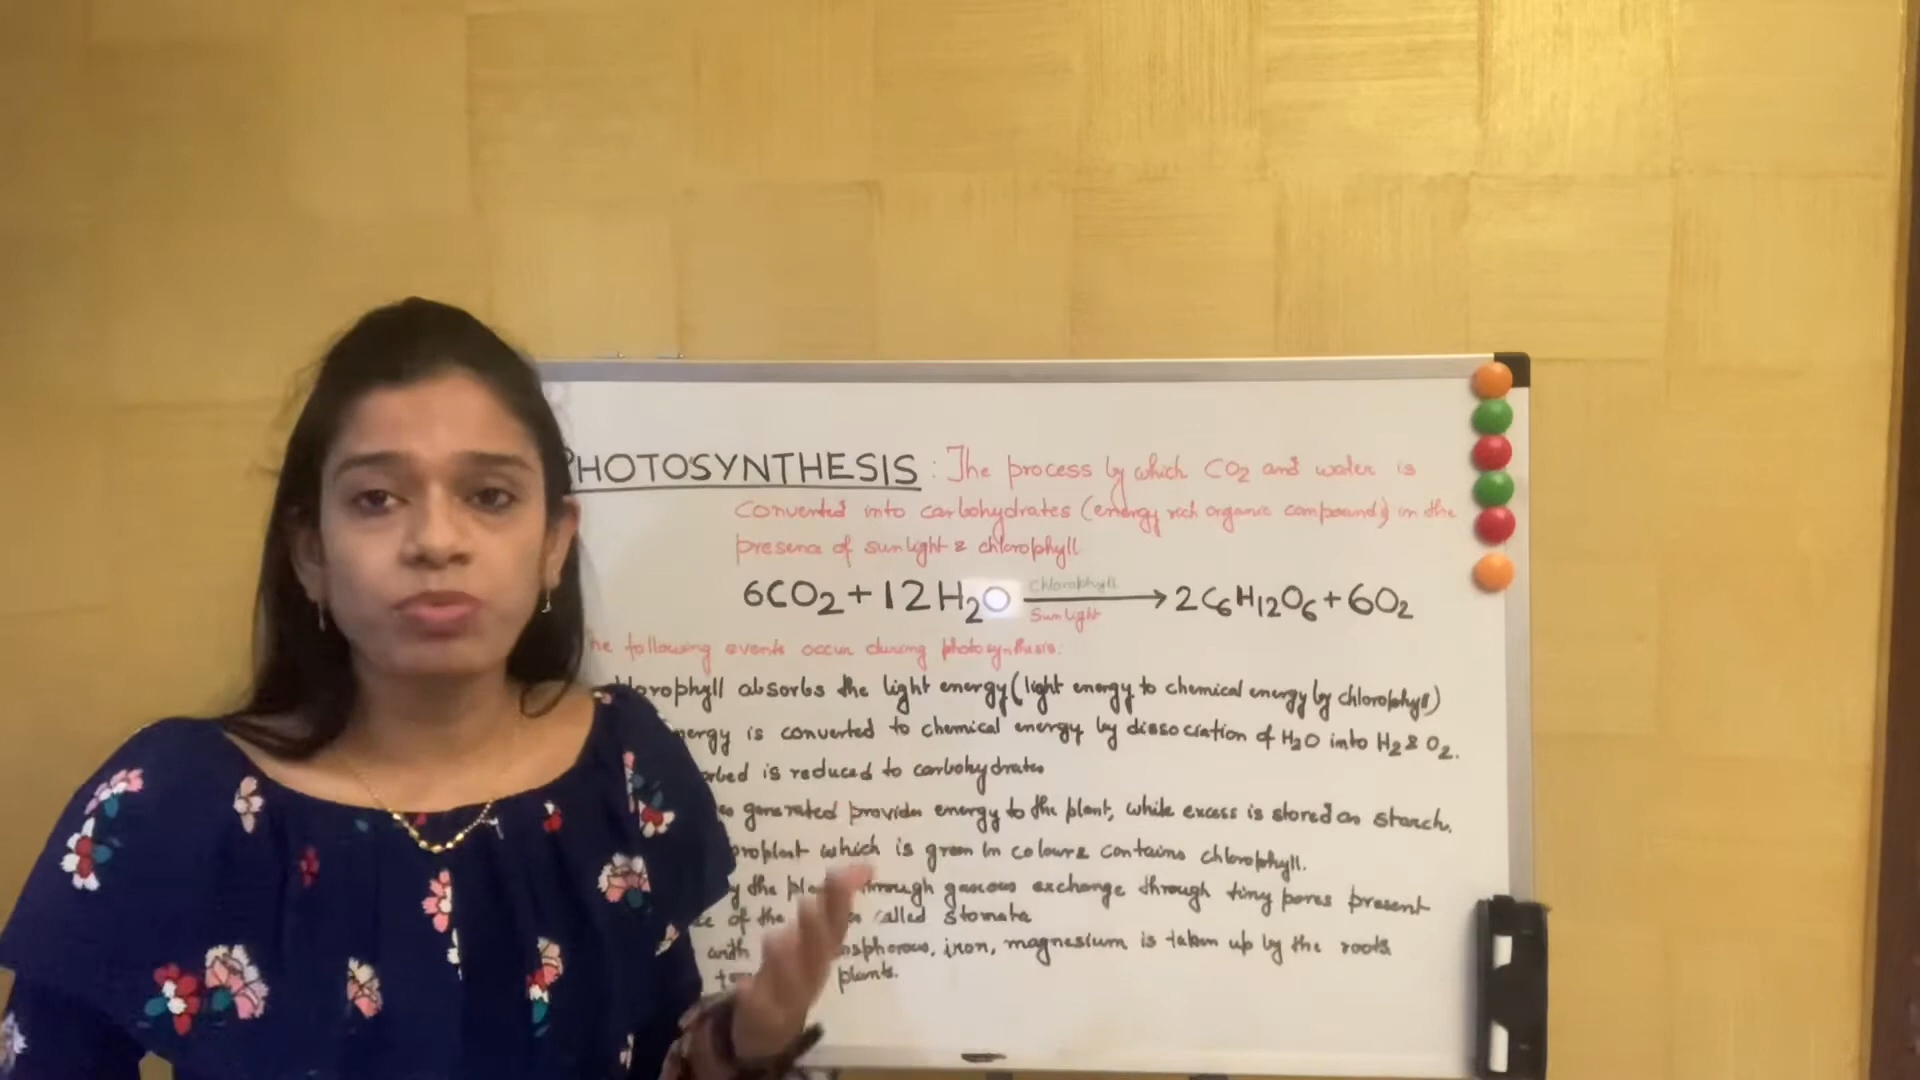 PHOTOSYNTHESIS : The process by which CO2 and water is
converted into carbohydrates (energy rich organic compound) in the
presence of sunlight & chlorophyll
6CO2 + 12H2O Chlorophyll Sunlight → 2C6H12O6 + 6O2
he following events occur during photosynthesis.
lorophyll absorbs the light energy (light energy to chemical energy by chlorophyll)
nergy is converted to chemical energy by dissociation of H2O into H2 & O2.
orbed is reduced to carbohydrates
generated provides energy to the plant, while excess is stored as starch.
oroplast which is green in colour & contains chlorophyll.
y the through gaseous exchange through tiny pores present
ce of the called stomata
with osphorous, iron, magnesium is taken up by the roots
plants.